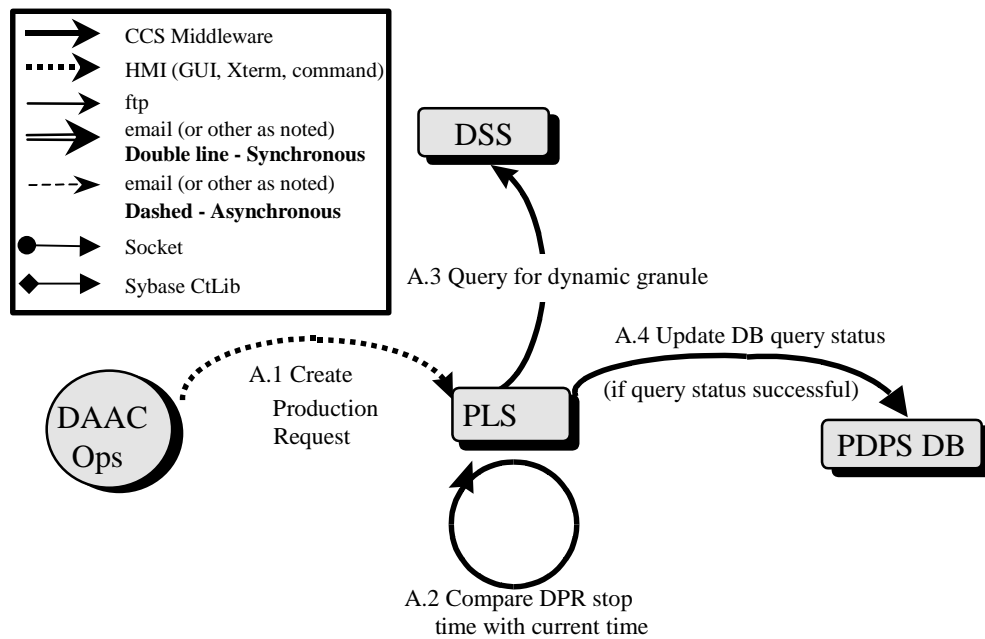 CCS Middleware
HMI (GUI, Xterm, command)
ftp
email (or other as noted)
Double line - Synchronous
email (or other as noted)
Dashed - Asynchronous
Socket
Sybase CtLib
DSS
A.3 Query for dynamic granule
A.4 Update DB query status
(if query status successful)
A.1 Create
Production
Request
DAAC
Ops
PLS
PDPS DB
A.2 Compare DPR stop
time with current time